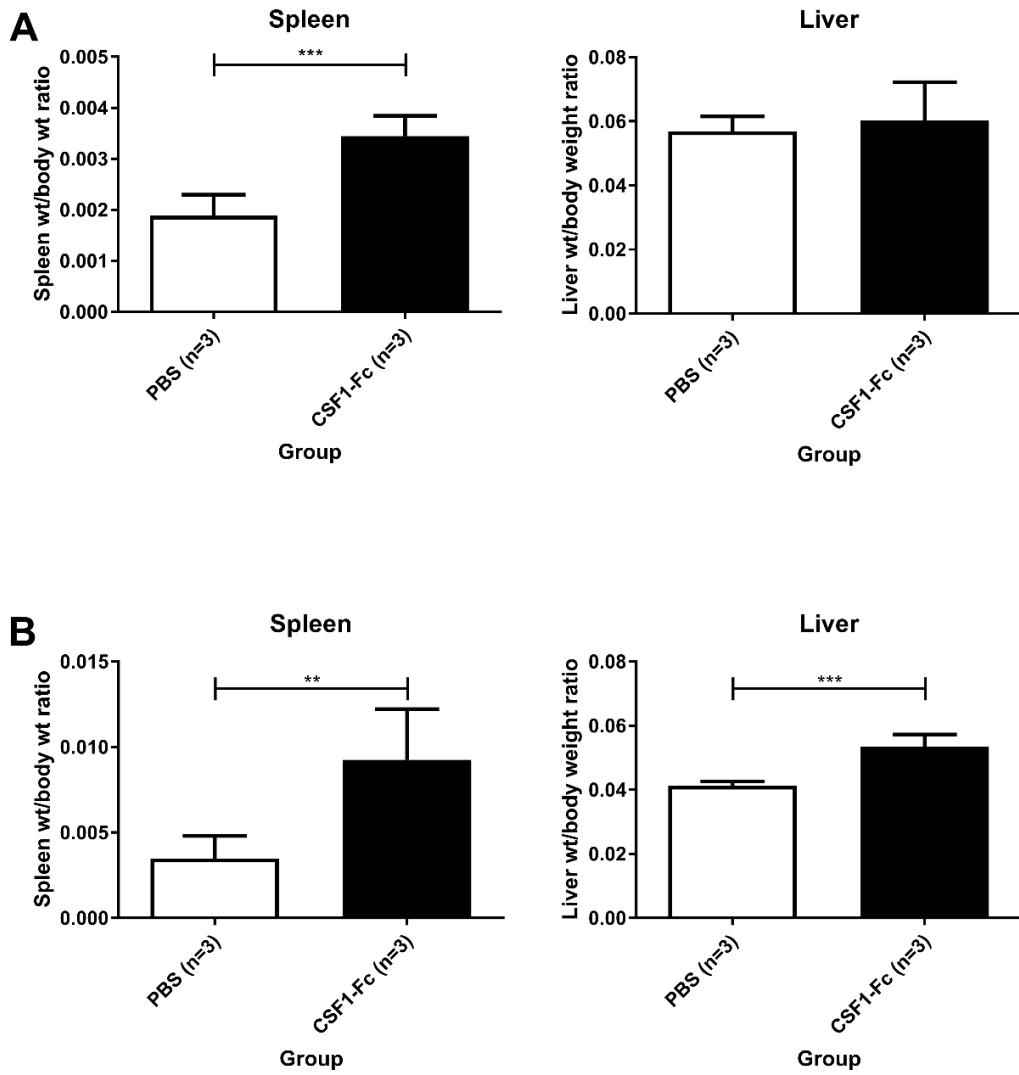 A
Spleen
Spleen wt/body wt ratio
0.005
0.004
0.003
0.002
0.001
0.000
***
PBS (n=3)
CSF1-Fc (n=3)
Group
Liver
Liver wt/body weight ratio
0.08
0.06
0.04
0.02
0.00
PBS (n=3)
CSF1-Fc (n=3)
Group
B
Spleen
Spleen wt/body wt ratio
0.015
0.010
0.005
0.000
**
PBS (n=3)
CSF1-Fc (n=3)
Group
Liver
Liver wt/body weight ratio
0.08
0.06
0.04
0.02
0.00
***
PBS (n=3)
CSF1-Fc (n=3)
Group